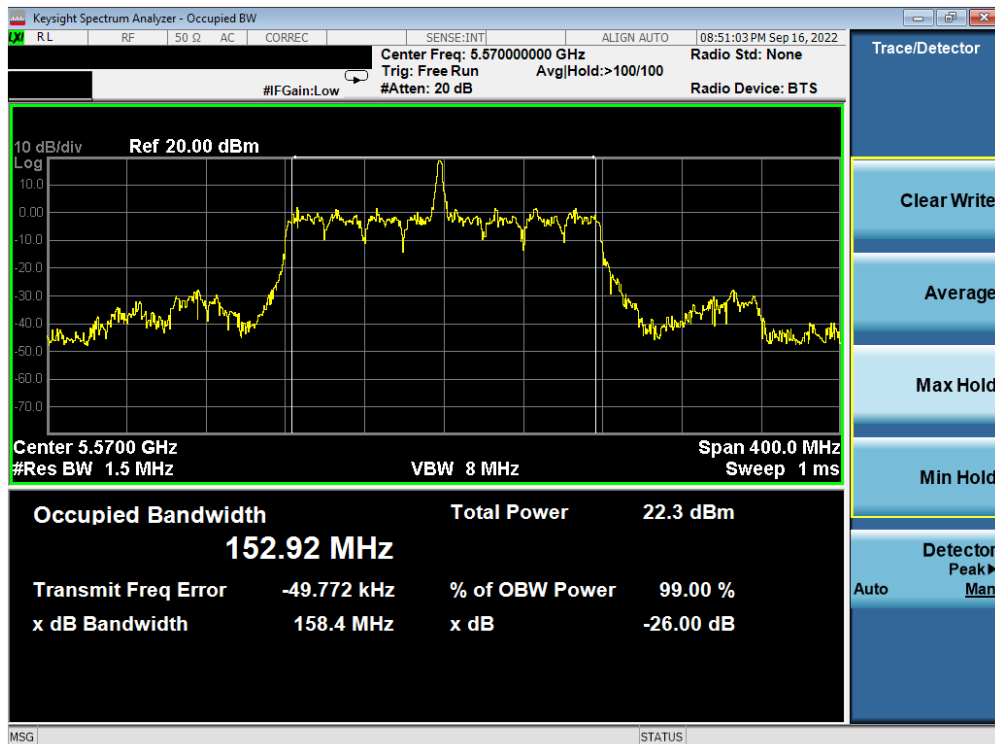 Keysight Spectrum Analyzer - Occupied BW
LXI RL RF 50 Ω AC CORREC SENSE:INT ALIGN AUTO 08:51:03 PM Sep 16, 2022
Center Freq: 5.570000000 GHz Radio Std: None
Trig: Free Run Avg|Hold:>100/100
#IFGain:Low #Atten: 20 dB Radio Device: BTS
10 dB/div Ref 20.00 dBm
Log
10.0
0.00
-10.0
-20.0
-30.0
-40.0
-50.0
-60.0
-70.0
Center 5.5700 GHz Span 400.0 MHz
#Res BW 1.5 MHz VBW 8 MHz Sweep 1 ms
Occupied Bandwidth Total Power 22.3 dBm
152.92 MHz
Transmit Freq Error -49.772 kHz % of OBW Power 99.00 %
x dB Bandwidth 158.4 MHz x dB -26.00 dB
MSG STATUS
Trace/Detector
Clear Write
Average
Max Hold
Min Hold
Detector
Peak▶
Auto Man